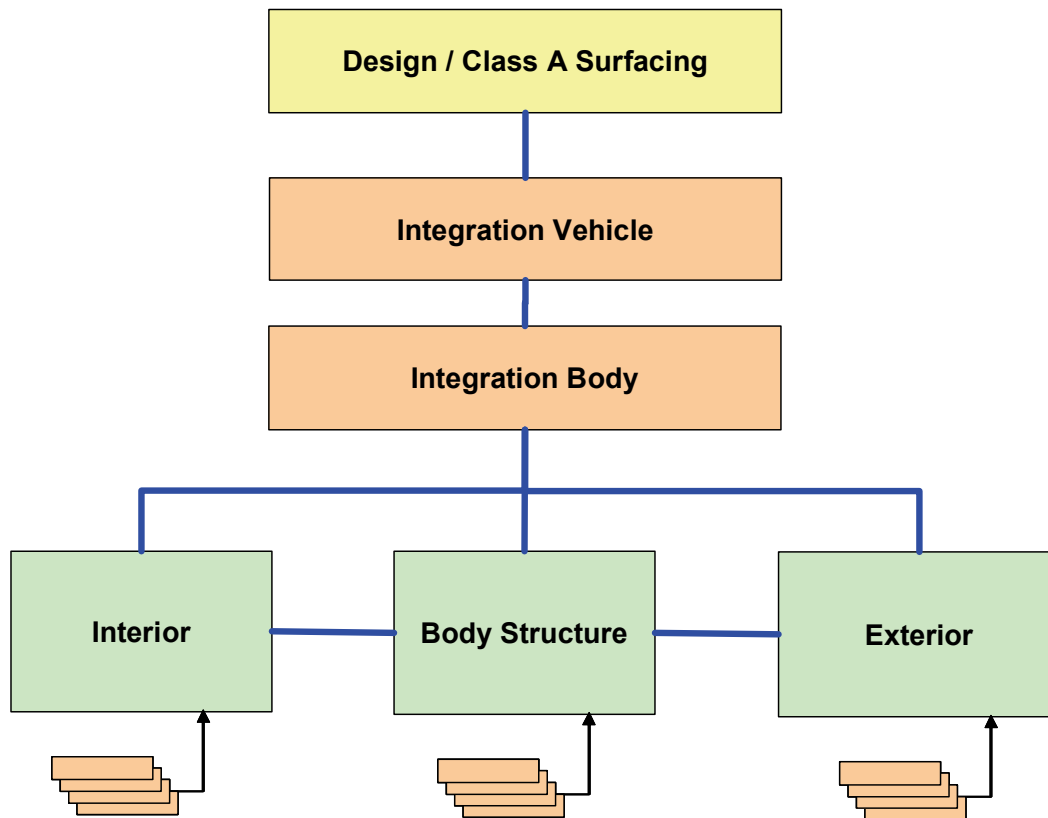 Design / Class A Surfacing
Integration Vehicle
Integration Body
Interior
Body Structure
Exterior